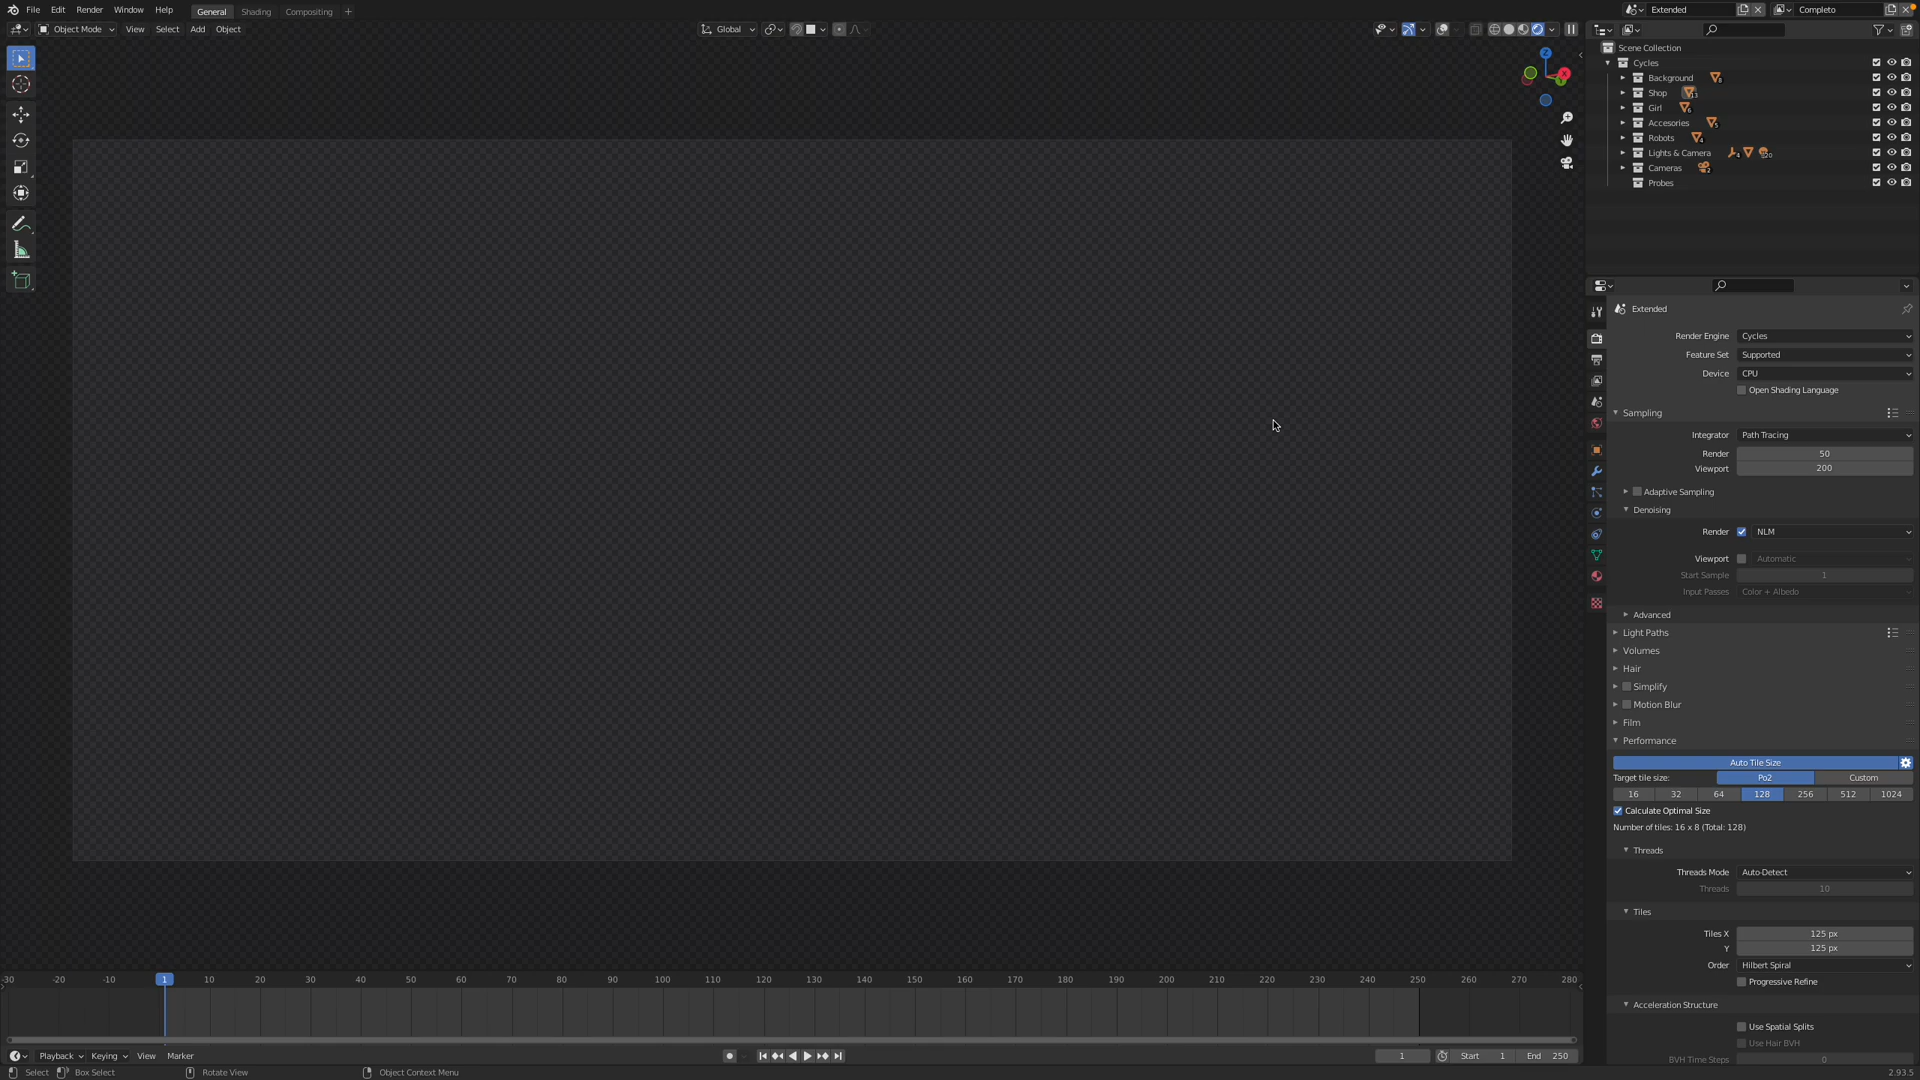 File Edit Render Window Help General Shading Compositing + Extended Completo
Object Mode View Select Add Object Global
Scene Collection
Cycles
Background 8
Shop 13
Girl 6
Accesories 5
Robots 4
Lights & Camera 4 20
Cameras 2
Probes
Z
X
Y
Extended
Render Engine Cycles
Feature Set Supported
Device CPU
Open Shading Language
Sampling
Integrator Path Tracing
Render 50
Viewport 200
Adaptive Sampling
Denoising
Render NLM
Viewport Automatic
Start Sample 1
Input Passes Color + Albedo
Advanced
Light Paths
Volumes
Hair
Simplify
Motion Blur
Film
Performance
Auto Tile Size
Target tile size: Po2 Custom
16 32 64 128 256 512 1024
Calculate Optimal Size
Number of tiles: 16 x 8 (Total: 128)
Threads
Threads Mode Auto-Detect
Threads 10
Tiles
Tiles X 125 px
Y 125 px
Order Hilbert Spiral
Progressive Refine
Acceleration Structure
Use Spatial Splits
Use Hair BVH
BVH Time Steps 0
-30 -20 -10 1 10 20 30 40 50 60 70 80 90 100 110 120 130 140 150 160 170 180 190 200 210 220 230 240 250 260 270 280
Playback Keying View Marker 1 Start 1 End 250
Select Box Select Rotate View Object Context Menu 2.93.5